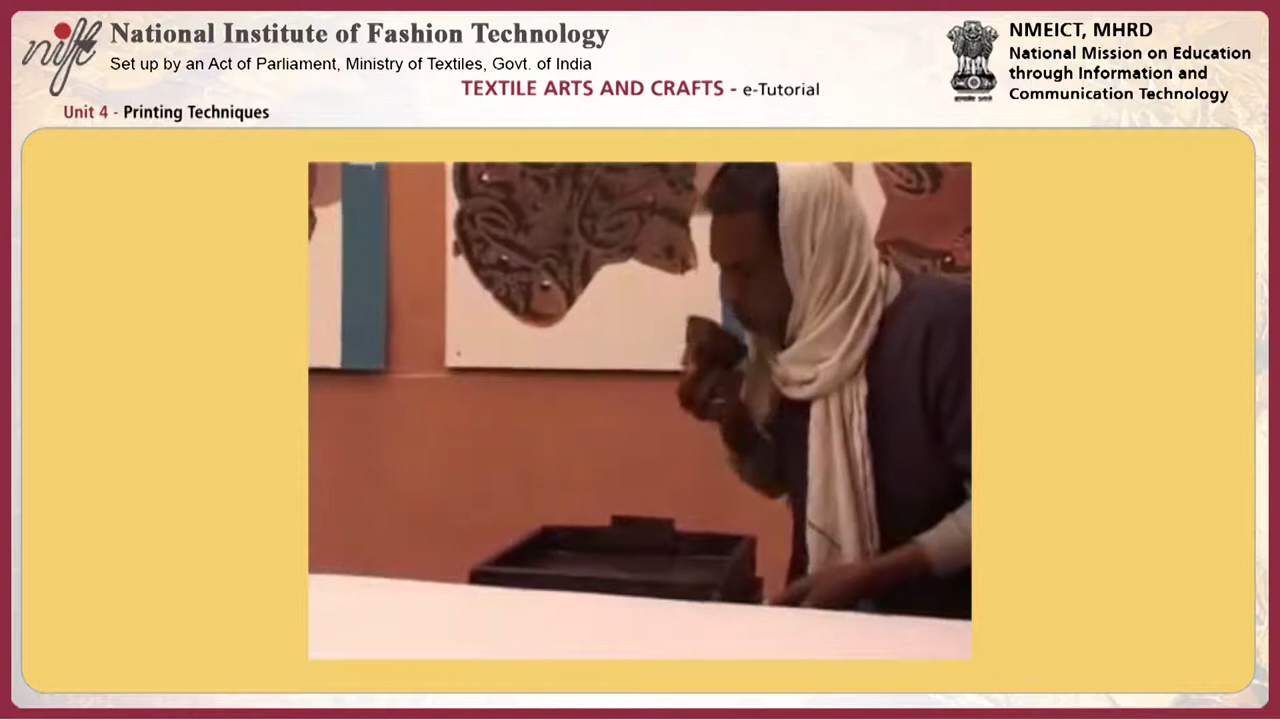 nift
National Institute of Fashion Technology
Set up by an Act of Parliament, Ministry of Textiles, Govt. of India
TEXTILE ARTS AND CRAFTS - e-Tutorial
Unit 4 - Printing Techniques
NMEICT, MHRD
National Mission on Education
through Information and
Communication Technology